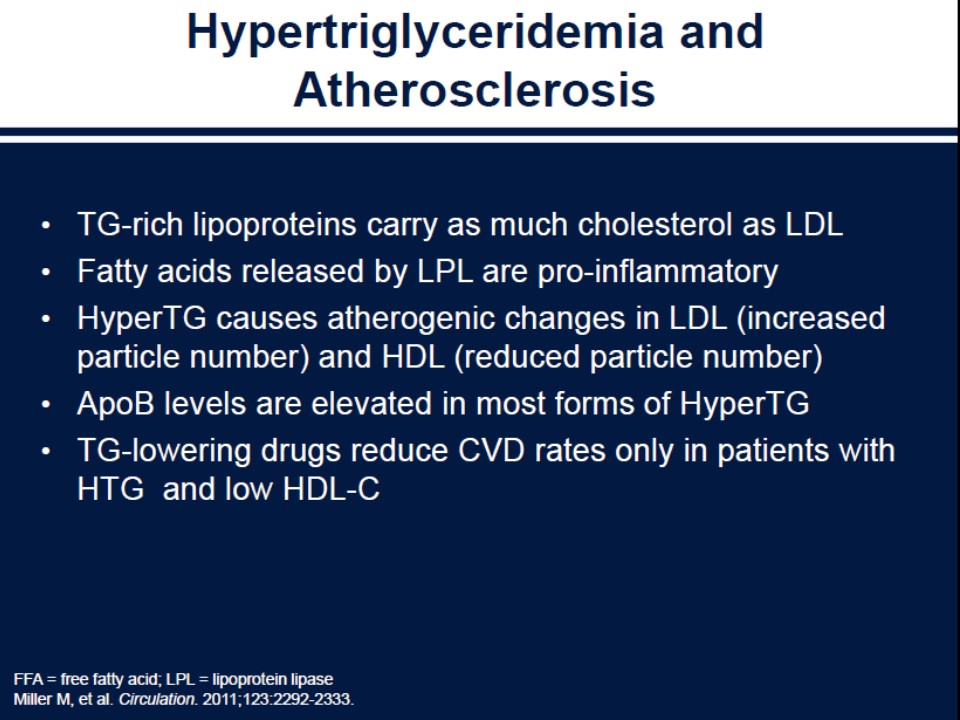 Hypertriglyceridemia and
Atherosclerosis
• TG-rich lipoproteins carry as much cholesterol as LDL
• Fatty acids released by LPL are pro-inflammatory
• HyperTG causes atherogenic changes in LDL (increased
particle number) and HDL (reduced particle number)
• ApoB levels are elevated in most forms of HyperTG
• TG-lowering drugs reduce CVD rates only in patients with
HTG  and low HDL-C
FFA = free fatty acid; LPL = lipoprotein lipase
Miller M, et al. Circulation. 2011;123:2292-2333.